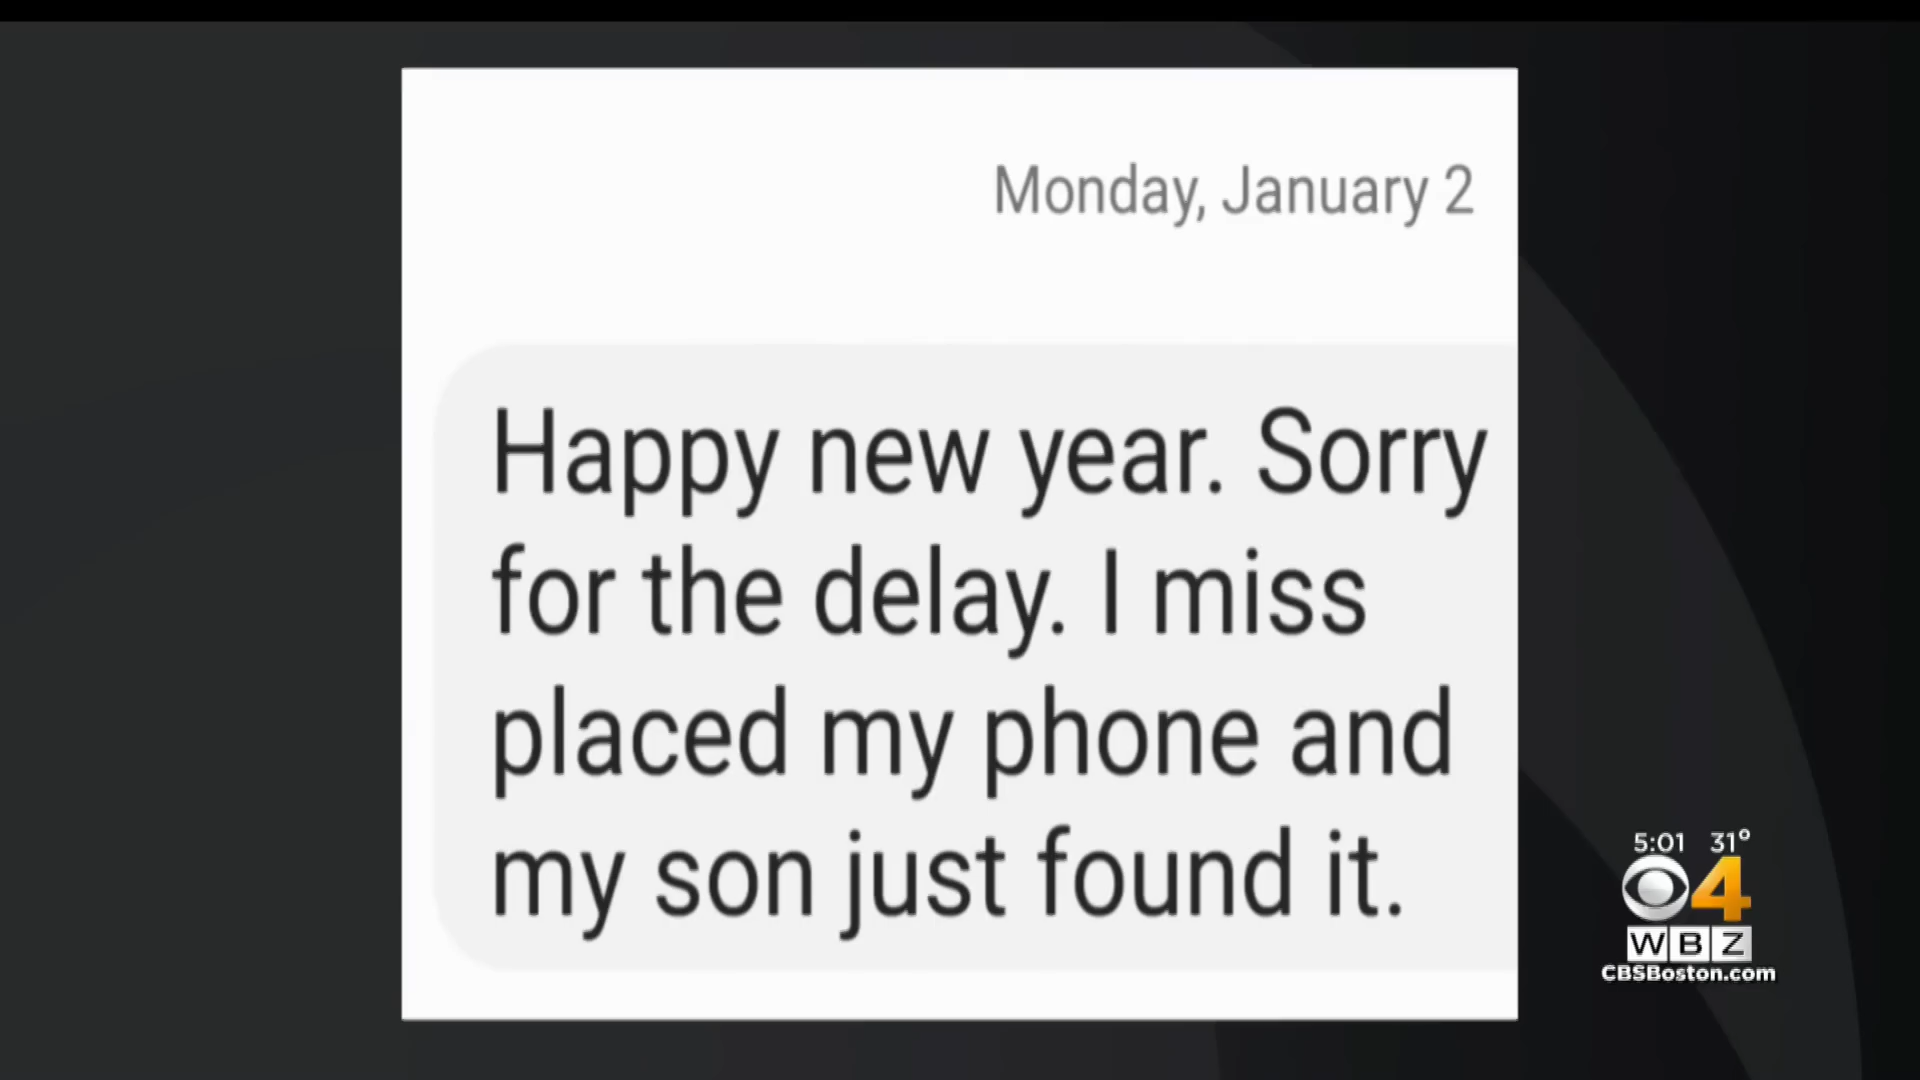 Monday, January 2
Happy new year. Sorry
for the delay. I miss
placed my phone and
my son just found it.
5:01 31°
4
WBZ
CBSBoston.com